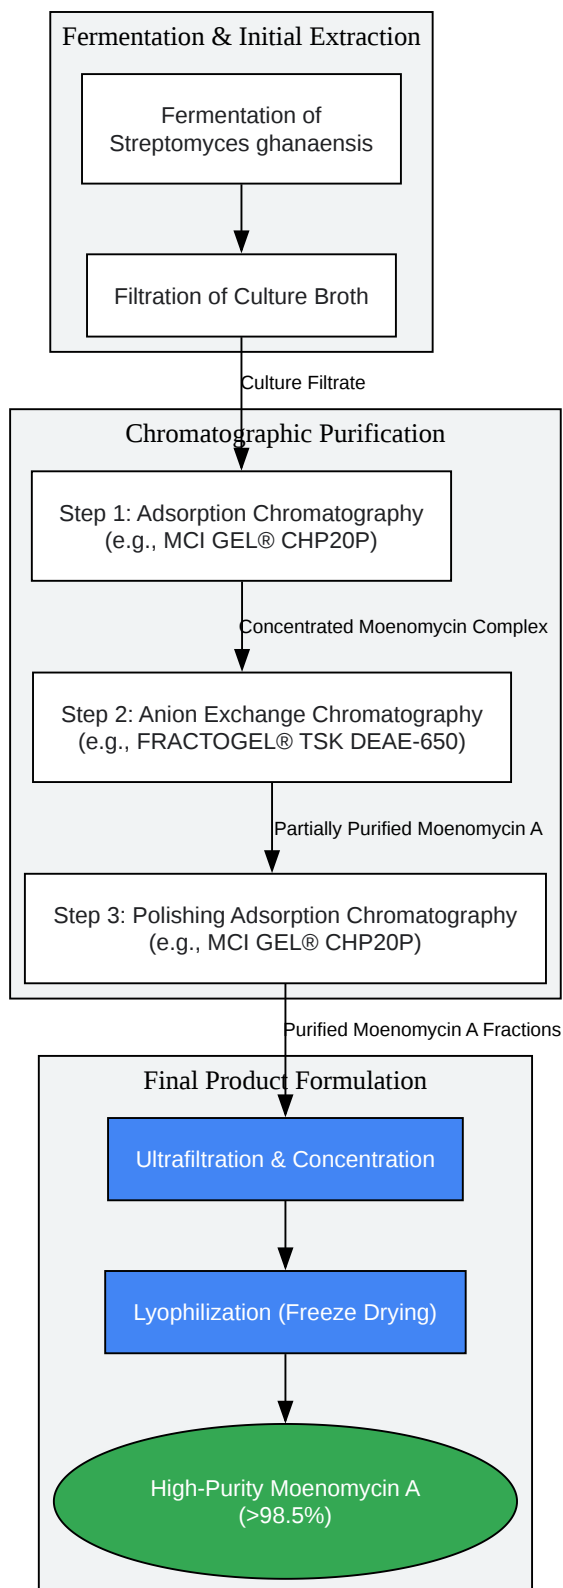 Fermentation & Initial Extraction
Fermentation of
Streptomyces ghanaensis
Filtration of Culture Broth
Culture Filtrate
Chromatographic Purification
Step 1: Adsorption Chromatography
(e.g., MCI GEL® CHP20P)
Concentrated Moenomycin Complex
Step 2: Anion Exchange Chromatography
(e.g., FRACTOGEL® TSK DEAE-650)
Partially Purified Moenomycin A
Step 3: Polishing Adsorption Chromatography
(e.g., MCI GEL® CHP20P)
Purified Moenomycin A Fractions
Final Product Formulation
Ultrafiltration & Concentration
Lyophilization (Freeze Drying)
High-Purity Moenomycin A
(>98.5%)